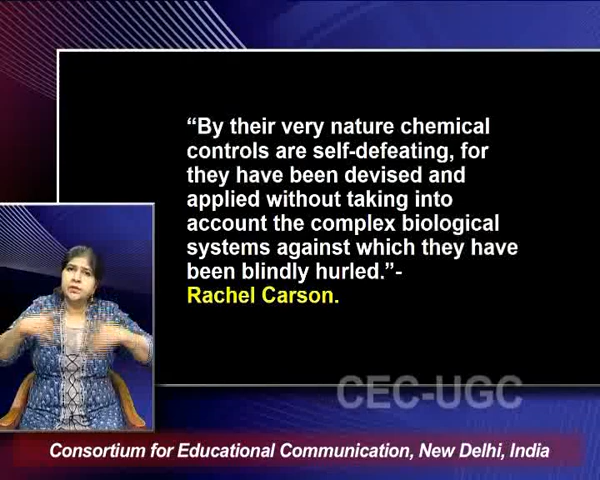 “By their very nature chemical
controls are self-defeating, for
they have been devised and
applied without taking into
account the complex biological
systems against which they have
been blindly hurled.”-
Rachel Carson.
CEC-UGC
Consortium for Educational Communication, New Delhi, India